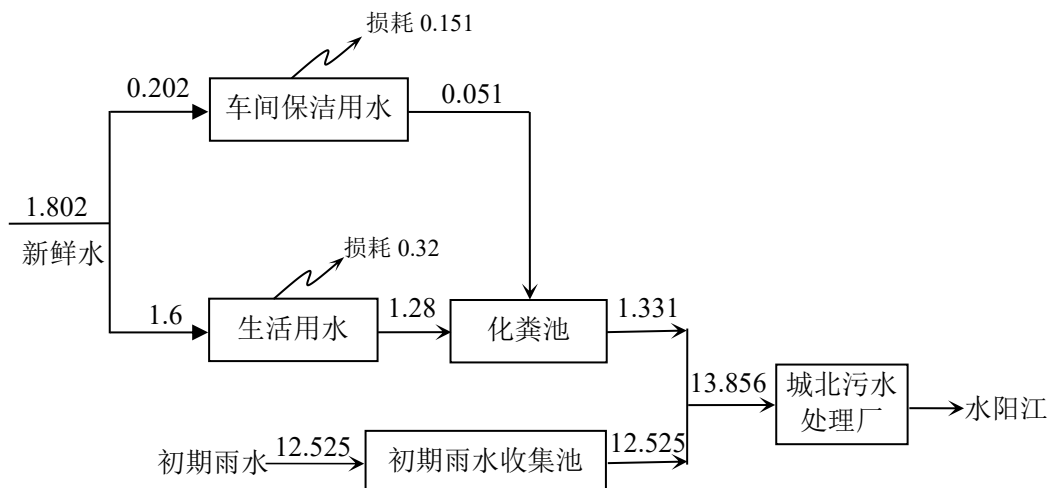 损耗 0.151
0.202
车间保洁用水
0.051
1.802
新鲜水
损耗 0.32
1.6
生活用水
1.28
化粪池
1.331
13.856
城北污水
处理厂
水阳江
初期雨水
12.525
初期雨水收集池
12.525